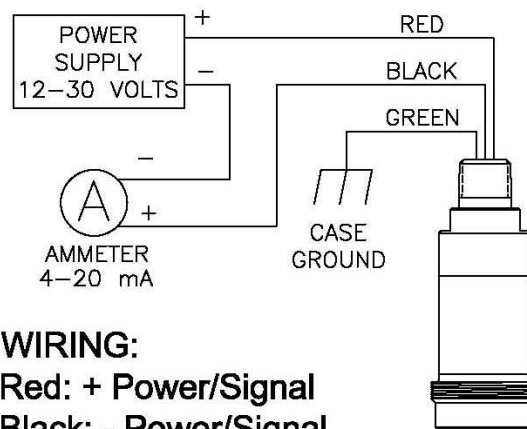 +
RED
POWER
SUPPLY
12-30 VOLTS
-
BLACK
GREEN
-
A
+
AMMETER
4-20 mA
CASE
GROUND
WIRING:
Red: + Power/Signal
Black: - Power/Signal